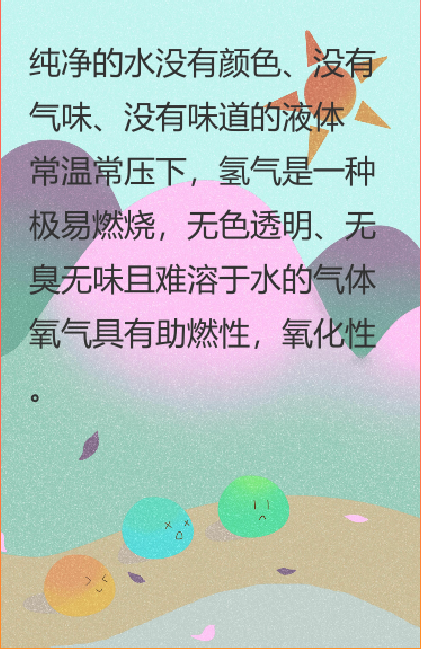 纯净的水没有颜色、没有
气味、没有味道的液体
常温常压下，氢气是一种
极易燃烧，无色透明、无
臭无味且难溶于水的气体
氧气具有助燃性，氧化性
。